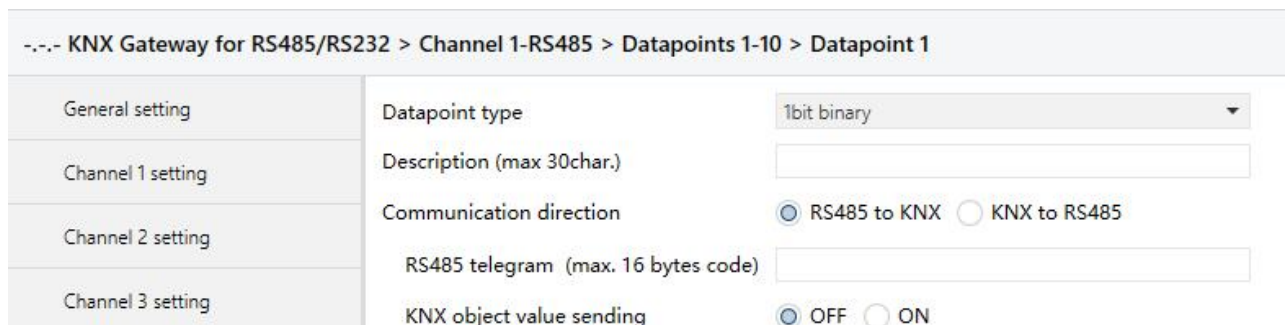 -.-.- KNX Gateway for RS485/RS232 > Channel 1-RS485 > Datapoints 1-10 > Datapoint 1
General setting
Channel 1 setting
Channel 2 setting
Channel 3 setting
Datapoint type 1bit binary
Description (max 30char.)
Communication direction RS485 to KNX KNX to RS485
RS485 telegram (max. 16 bytes code)
KNX object value sending OFF ON